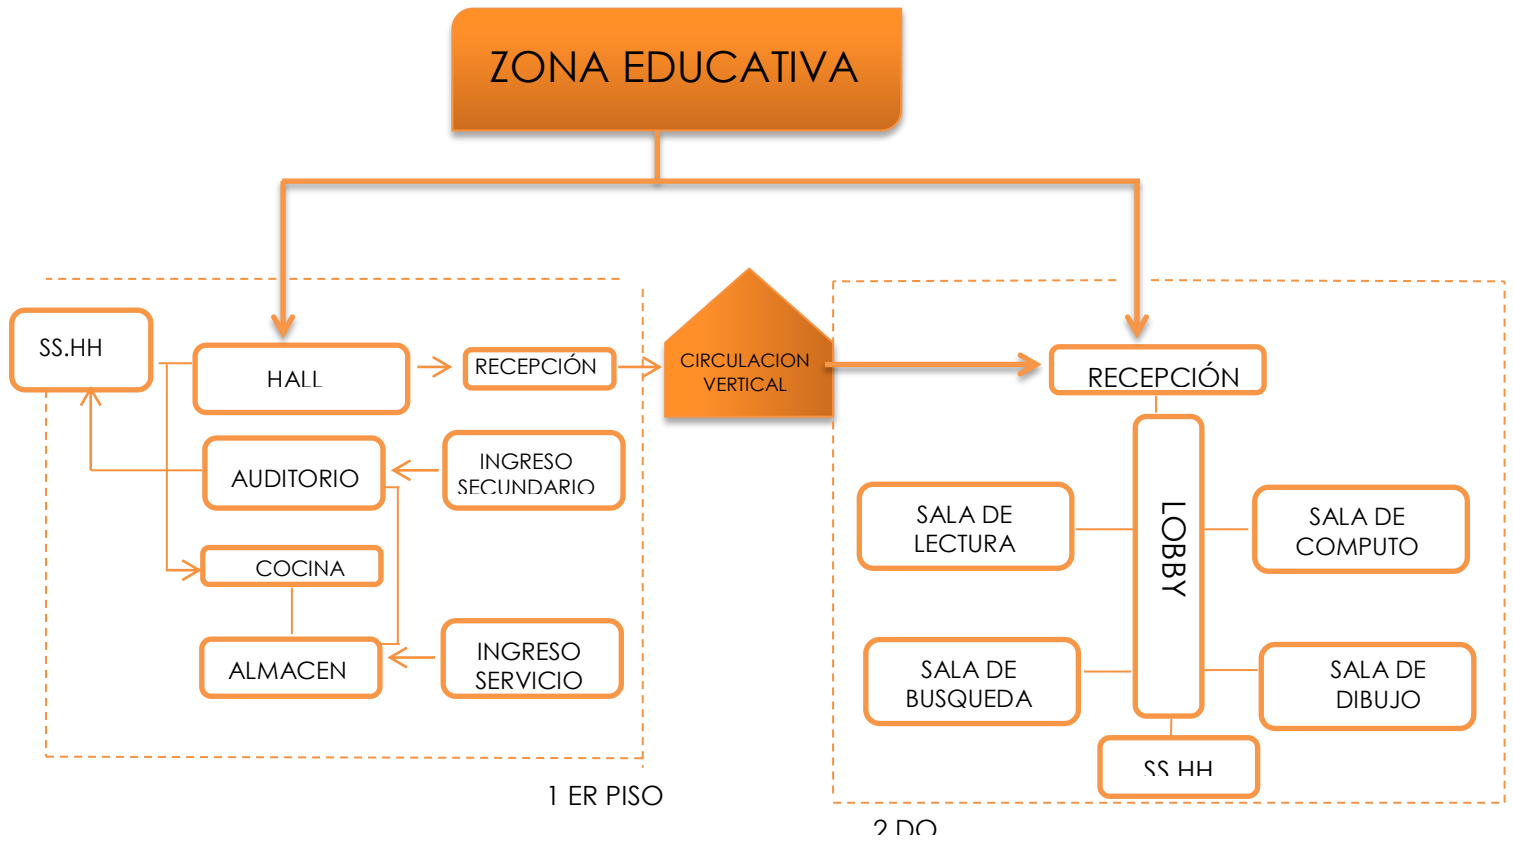 ZONA EDUCATIVA
SS.HH
HALL
RECEPCIÓN
CIRCULACION
VERTICAL
RECEPCIÓN
AUDITORIO
INGRESO
SECUNDARIO
COCINA
ALMACEN
INGRESO
SERVICIO
1 ER PISO
LOBBY
SALA DE
LECTURA
SALA DE
COMPUTO
SALA DE
BUSQUEDA
SALA DE
DIBUJO
SS.HH
2 DO